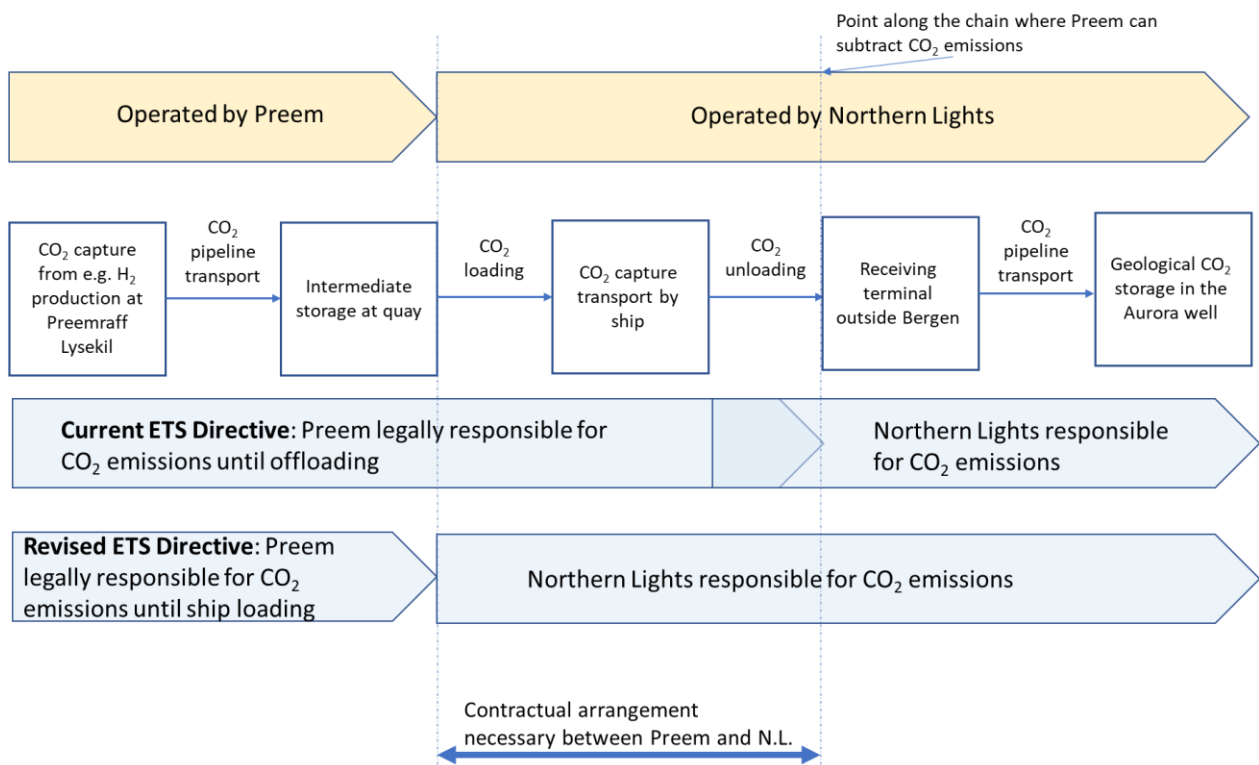 Point along the chain where Preem can
subtract CO₂ emissions
Operated by Preem
Operated by Northern Lights
CO₂ capture
from e.g. H₂
production at
Preemraff
Lysekil
CO₂
pipeline
transport
Intermediate
storage at quay
CO₂
loading
CO₂ capture
transport by
ship
CO₂
unloading
Receiving
terminal
outside Bergen
CO₂
pipeline
transport
Geological CO₂
storage in the
Aurora well
Current ETS Directive: Preem legally responsible for
CO₂ emissions until offloading
Northern Lights responsible
for CO₂ emissions
Revised ETS Directive: Preem
legally responsible for CO₂
emissions until ship loading
Northern Lights responsible for CO₂ emissions
Contractual arrangement
necessary between Preem and N.L.